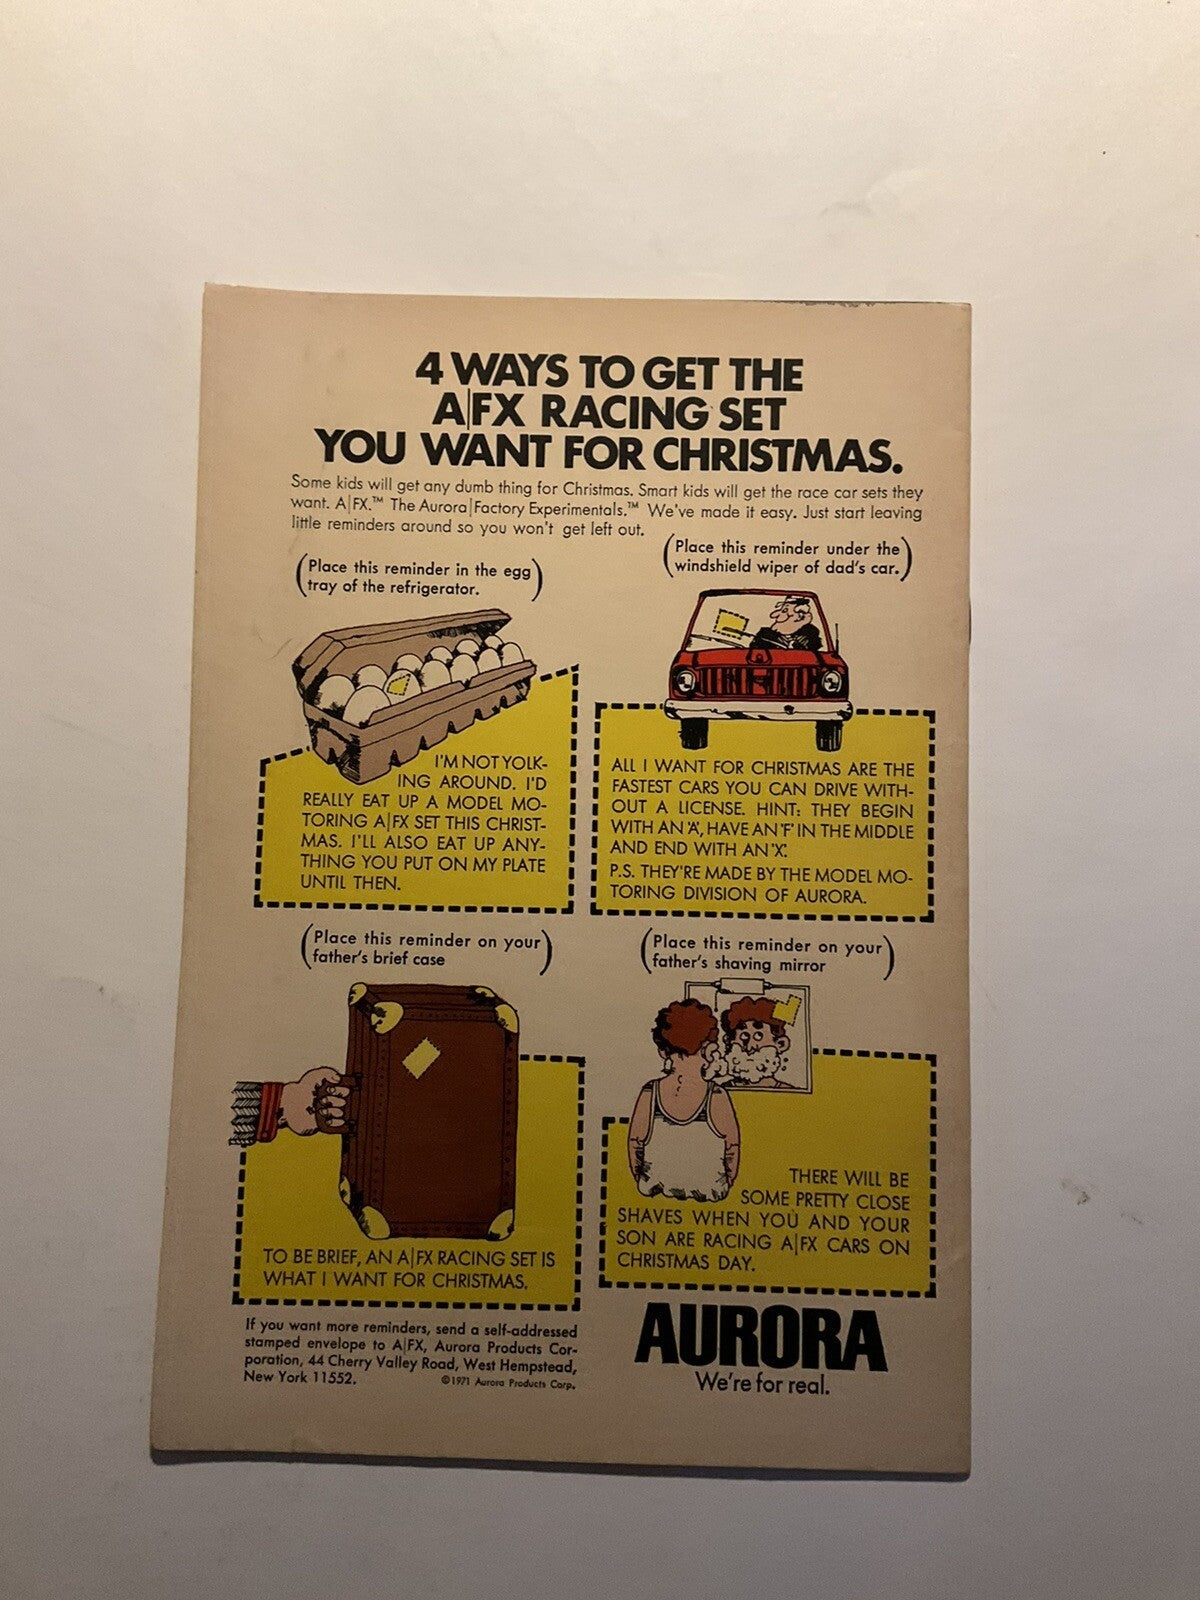 4 WAYS TO GET THE
A|FX RACING SET
YOU WANT FOR CHRISTMAS.
Some kids will get any dumb thing for Christmas. Smart kids will get the race car sets they
want. A|FX.™ The Aurora|Factory Experimentals.™ We've made it easy. Just start leaving
little reminders around so you won't get left out.
(Place this reminder in the egg
tray of the refrigerator.)
I'M NOT YOLK-
ING AROUND. I'D
REALLY EAT UP A MODEL MO-
TORING A|FX SET THIS CHRIST-
MAS. I'LL ALSO EAT UP ANY-
THING YOU PUT ON MY PLATE
UNTIL THEN.
(Place this reminder under the
windshield wiper of dad's car.)
ALL I WANT FOR CHRISTMAS ARE THE
FASTEST CARS YOU CAN DRIVE WITH-
OUT A LICENSE. HINT: THEY BEGIN
WITH AN 'A', HAVE AN 'F' IN THE MIDDLE
AND END WITH AN 'X'.
P.S. THEY'RE MADE BY THE MODEL MO-
TORING DIVISION OF AURORA.
(Place this reminder on your
father's brief case)
TO BE BRIEF, AN A|FX RACING SET IS
WHAT I WANT FOR CHRISTMAS.
(Place this reminder on your
father's shaving mirror)
THERE WILL BE
SOME PRETTY CLOSE
SHAVES WHEN YOU AND YOUR
SON ARE RACING A|FX CARS ON
CHRISTMAS DAY.
If you want more reminders, send a self-addressed
stamped envelope to A|FX, Aurora Products Cor-
poration, 44 Cherry Valley Road, West Hempstead,
New York 11552.
©1971 Aurora Products Corp.
AURORA
We're for real.